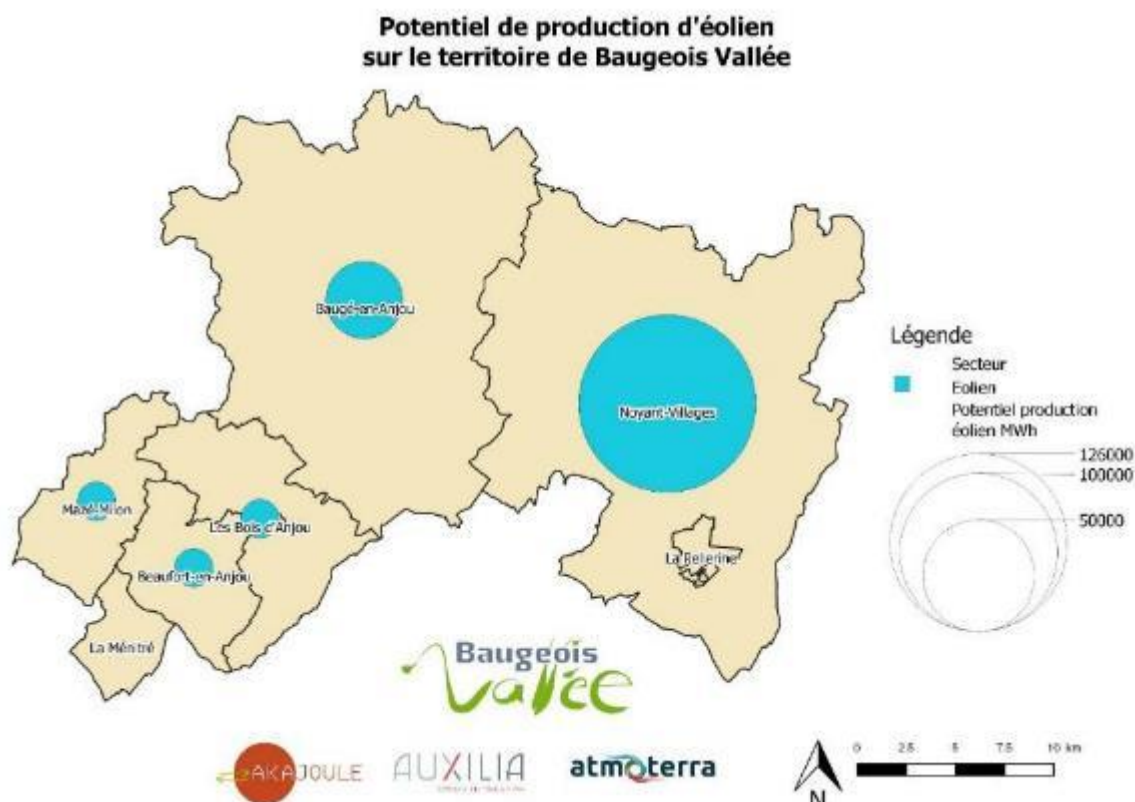 Potentiel de production d'éolien
sur le territoire de Baugeois Vallée
Baugé-en-Anjou
Noyant-Villages
Mazé-Milon
Les Bois d'Anjou
Beaufort-en-Anjou
La Ménitré
La Pellerine
Légende
Secteur
Eolien
Potentiel production
éolien MWh
126000
100000
50000
Baugeois
Vallée
AKAJOULE
AUXILIA
atmoterra
0 2.5 5 7.5 10 km
N